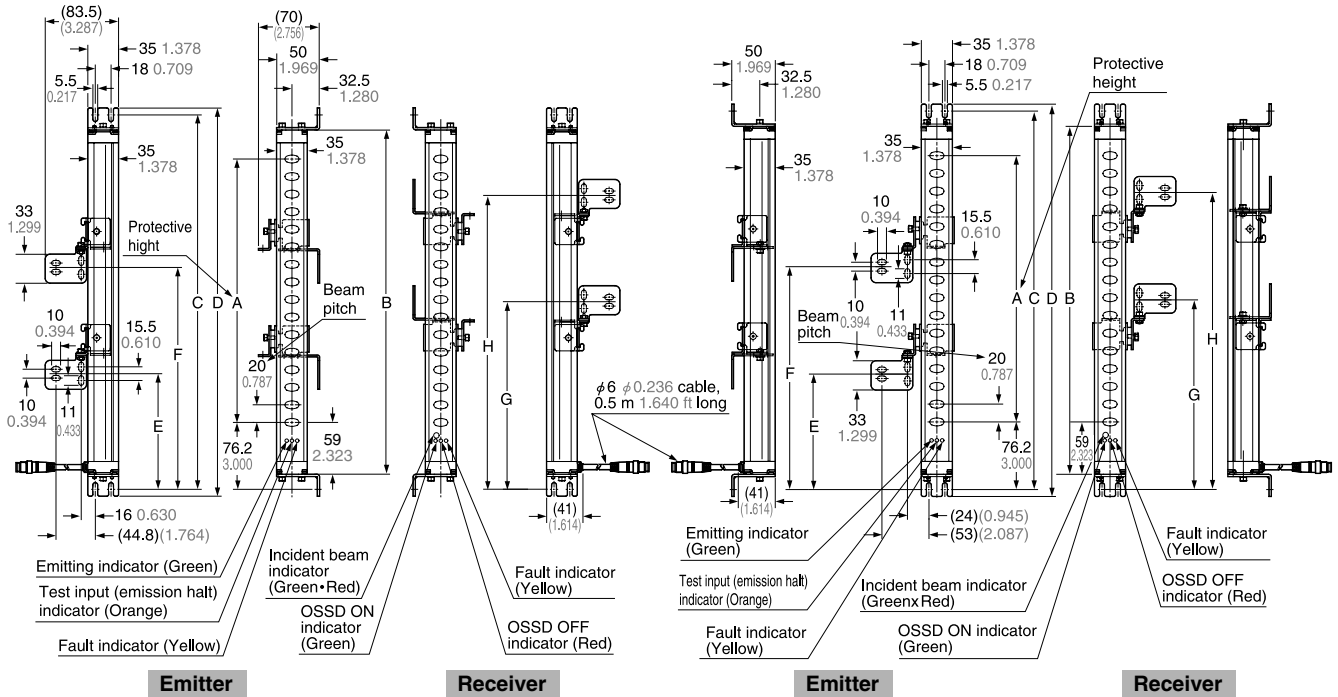 (83.5)
(3.287)
35 1.378
18 0.709
5.5
0.217
35
1.378
33
1.299
Protective
hight
10
0.394
15.5
0.610
10
0.394
11
0.433
C D A
F
E
16 0.630
(44.8)(1.764)
(70)
(2.756)
50
1.969
32.5
1.280
35
1.378
Beam
pitch
B
20
0.787
76.2
3.000
59
2.323
H
G
φ6 φ0.236 cable,
0.5 m 1.640 ft long
(41)
(1.614)
Emitting indicator (Green)
Test input (emission halt)
indicator (Orange)
Fault indicator (Yellow)
Incident beam
indicator
(Green•Red)
OSSD ON
indicator
(Green)
Fault indicator
(Yellow)
OSSD OFF
indicator (Red)
Emitter
Receiver
50
1.969
32.5
1.280
35
1.378
35 1.378
18 0.709
5.5 0.217
Protective
height
35
1.378
10
0.394
15.5
0.610
10
0.394
11
0.433
Beam
pitch
A C D B
20
0.787
F
E
33
1.299
76.2
3.000
59
2.323
H
G
(41)
(1.614)
(24)(0.945)
(53)(2.087)
Emitting indicator
(Green)
Test input (emission halt)
indicator (Orange)
Fault indicator
(Yellow)
Incident beam indicator
(GreenxRed)
OSSD ON indicator
(Green)
Fault indicator
(Yellow)
OSSD OFF
indicator (Red)
Emitter
Receiver